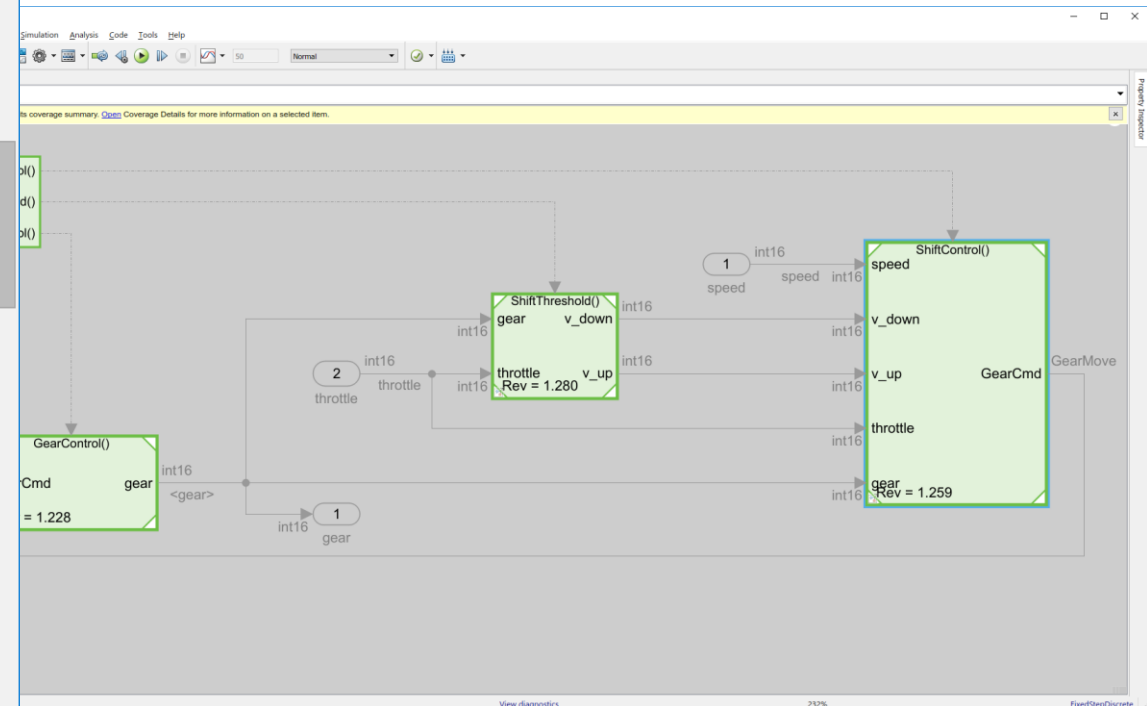 Simulation Analysis Code Tools Help
50 Normal
Property Inspector
ts coverage summary. Open Coverage Details for more information on a selected item.
ol()
d()
ol()
ShiftControl()
1
int16
speed
speed
int16
speed
ShiftThreshold()
int16
gear
v_down
int16
int16
v_down
int16
2
int16
throttle
throttle
throttle
int16
v_up
Rev = 1.280
int16
v_up
int16
GearCmd
GearMove
throttle
int16
GearControl()
Cmd
gear
= 1.228
int16
<gear>
gear
Rev = 1.259
int16
1
int16
gear
View diagnostics
232%
FixedStepDiscrete